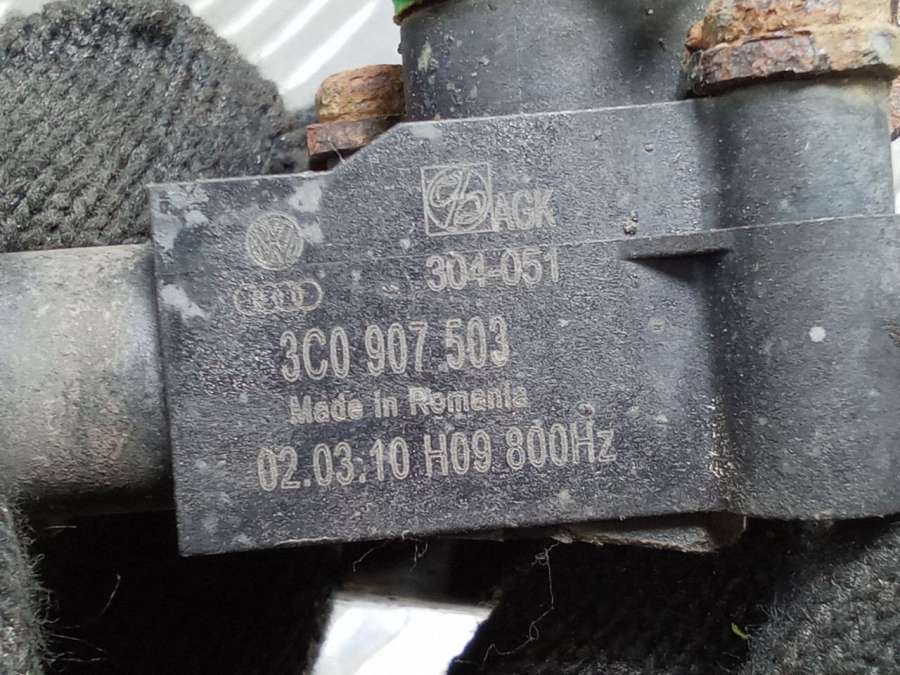 AGK
304-051
3C0 907 503
Made in Romania
02.03.10 H09 800Hz